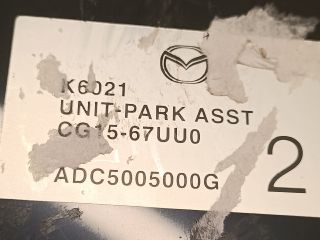 K6021
UNIT-PARK ASST
CG15-67UU0
ADC5005000G
2